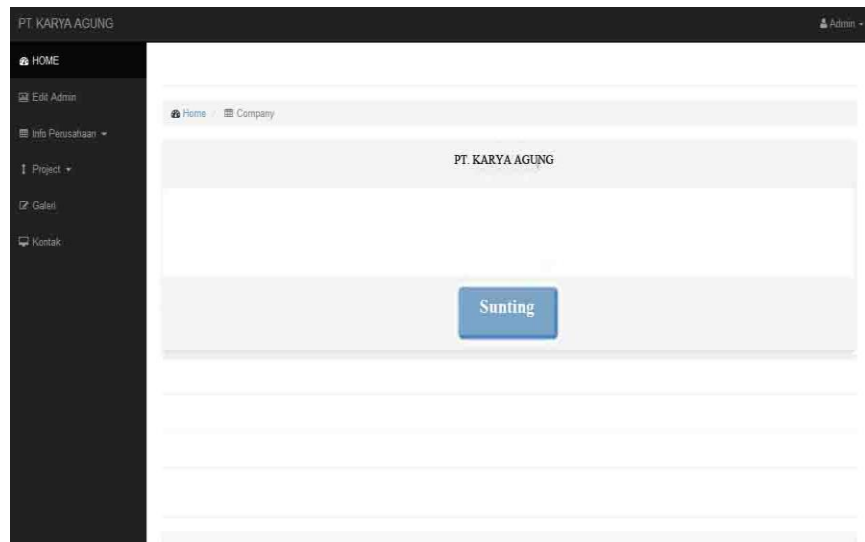 PT. KARYA AGUNG
Admin
HOME
Edit Admin
Info Perusahaan
Project
Galeri
Kontak
Home / Company
PT. KARYA AGUNG
Sunting